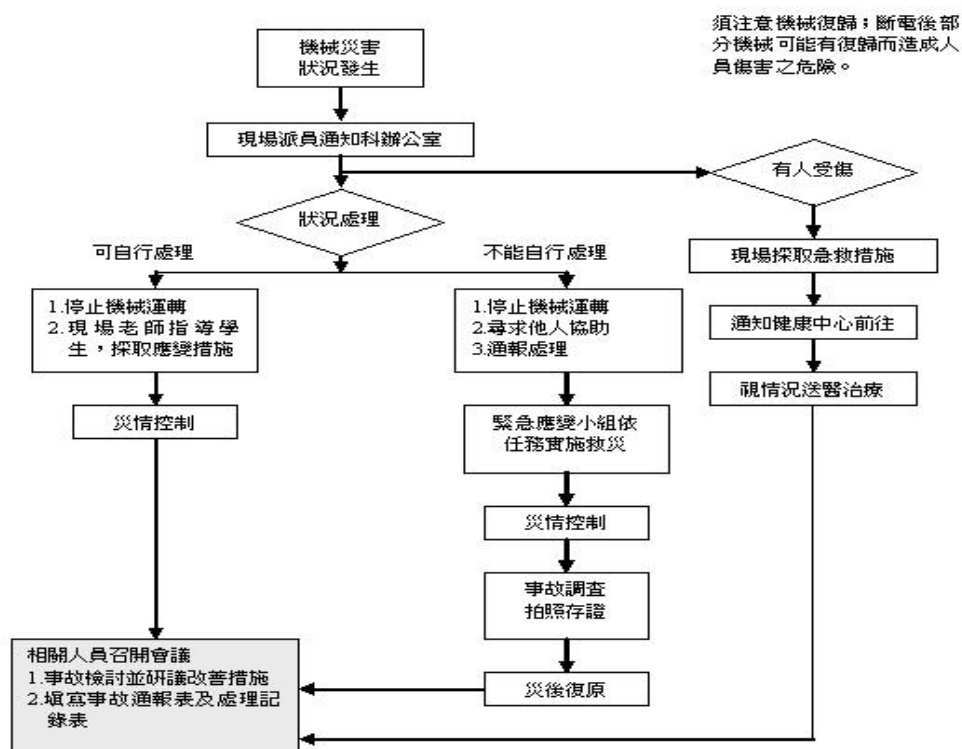 須注意機械復歸；斷電後部
分機械可能有復歸而造成人
員傷害之危險。
機械災害
狀況發生
現場派員通知科辦公室
有人受傷
狀況處理
可自行處理
不能自行處理
現場採取急救措施
1.停止機械運轉
2.現場老師指導學
生，採取應變措施
1.停止機械運轉
2.尋求他人協助
3.通報處理
通知健康中心前往
視情況送醫治療
災情控制
緊急應變小組依
任務實施救災
災情控制
事故調查
拍照存證
相關人員召開會議
1.事故檢討並研議改善措施
2.填寫事故通報表及處理記
錄表
災後復原